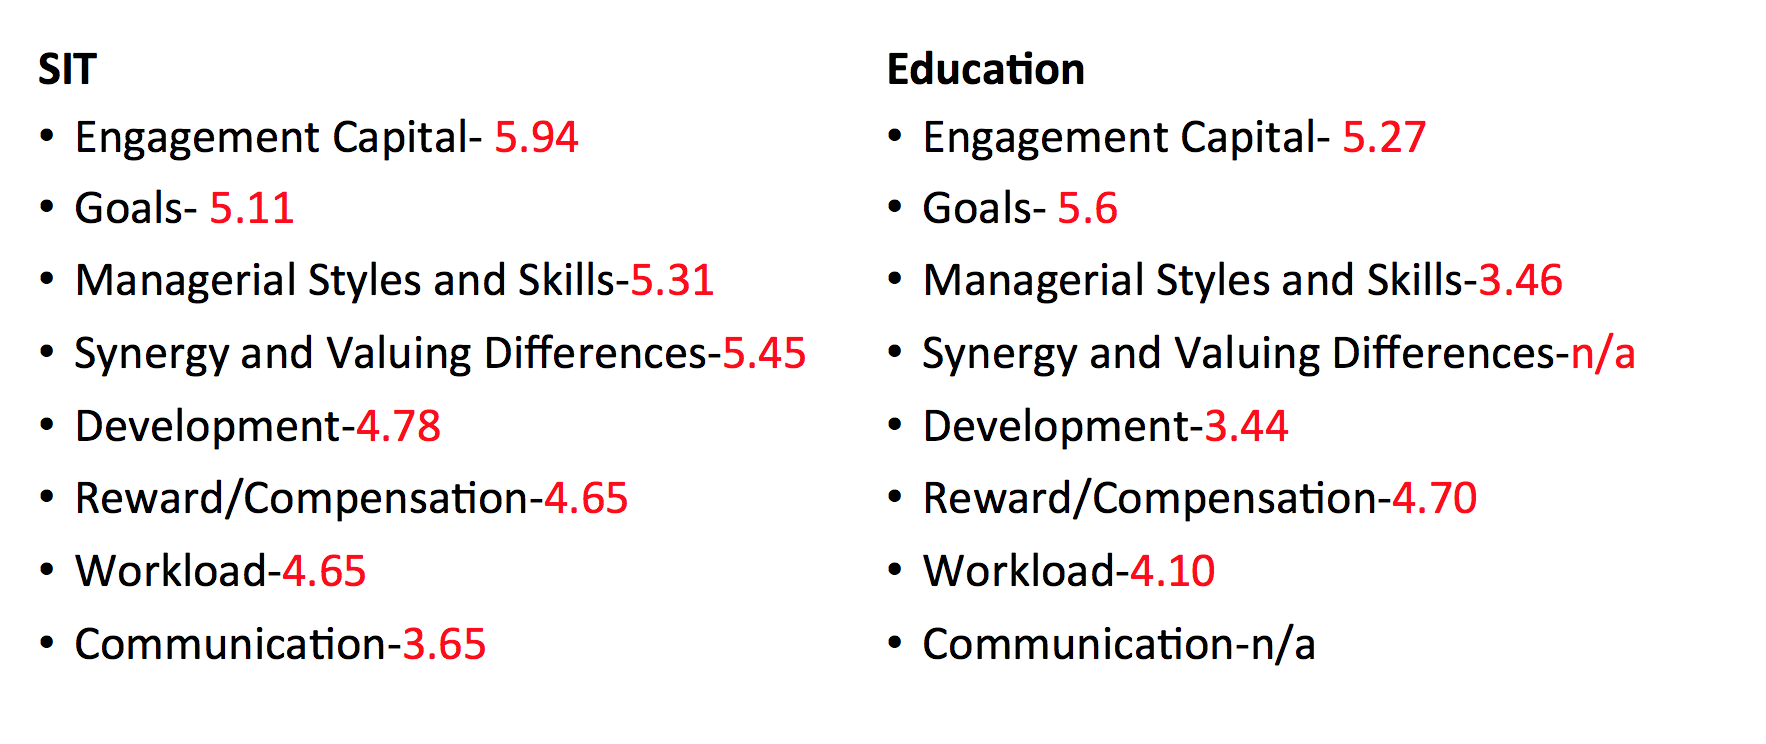 SIT
• Engagement Capital- 5.94
• Goals- 5.11
• Managerial Styles and Skills-5.31
• Synergy and Valuing Differences-5.45
• Development-4.78
• Reward/Compensation-4.65
• Workload-4.65
• Communication-3.65
Education
• Engagement Capital- 5.27
• Goals- 5.6
• Managerial Styles and Skills-3.46
• Synergy and Valuing Differences-n/a
• Development-3.44
• Reward/Compensation-4.70
• Workload-4.10
• Communication-n/a